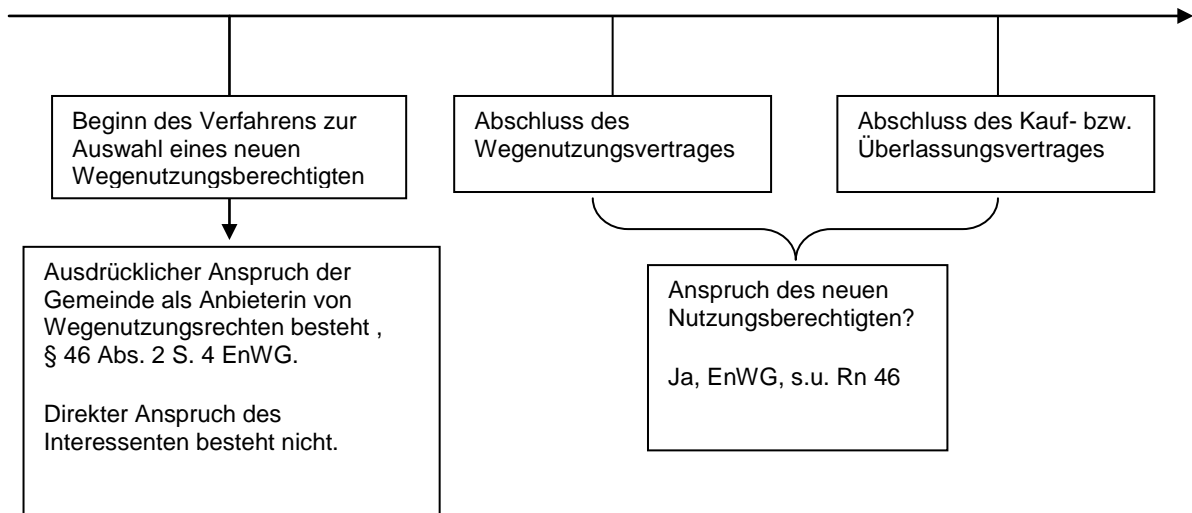 Beginn des Verfahrens zur
Auswahl eines neuen
Wegenutzungsberechtigten
Abschluss des
Wegenutzungsvertrages
Abschluss des Kauf- bzw.
Überlassungsvertrages
Ausdrücklicher Anspruch der
Gemeinde als Anbieterin von
Wegenutzungsrechten besteht ,
§ 46 Abs. 2 S. 4 EnWG.
Direkter Anspruch des
Interessenten besteht nicht.
Anspruch des neuen
Nutzungsberechtigten?
Ja, EnWG, s.u. Rn 46